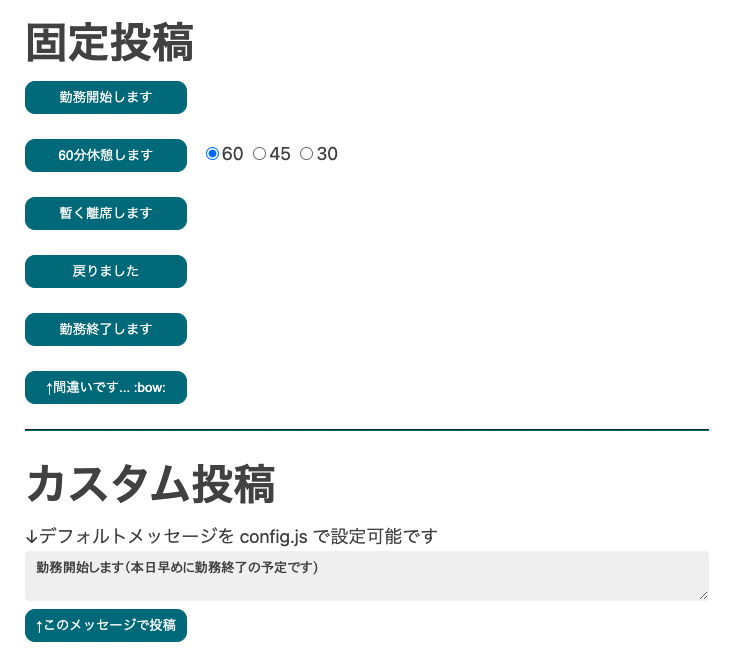 固定投稿
勤務開始します
60分休憩します 60 45 30
暫く離席します
戻りました
勤務終了します
↑間違いです... :bow:
カスタム投稿
↓デフォルトメッセージを config.js で設定可能です
勤務開始します(本日早めに勤務終了の予定です)
↑このメッセージで投稿